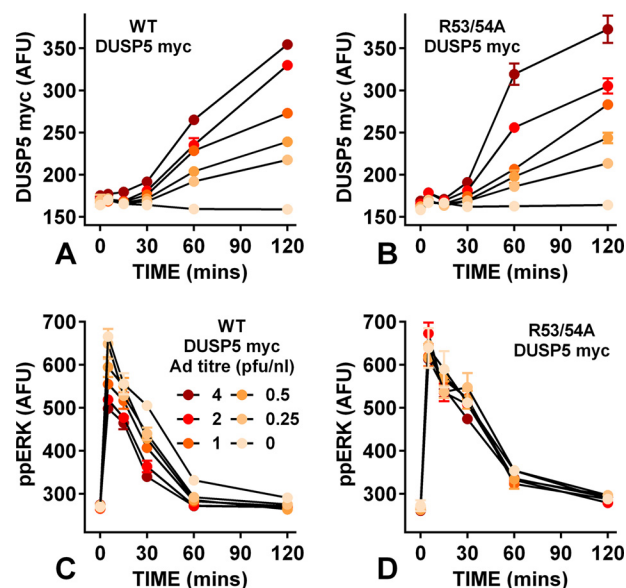 WT
DUSP5 myc
DUSP5 myc (AFU)
350
300
250
200
150
0 30 60 90 120
TIME (mins)
A
R53/54A
DUSP5 myc
DUSP5 myc (AFU)
350
300
250
200
150
0 30 60 90 120
TIME (mins)
B
WT
DUSP5 myc
Ad titre (pfu/nl)
4 0.5
2 0.25
1 0
ppERK (AFU)
700
600
500
400
300
0 30 60 90 120
TIME (mins)
C
R53/54A
DUSP5 myc
ppERK (AFU)
700
600
500
400
300
0 30 60 90 120
TIME (mins)
D